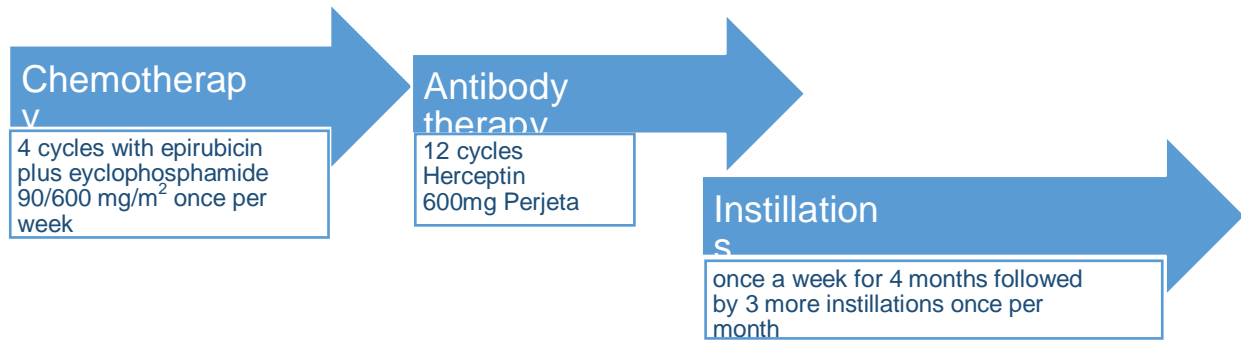 Chemotherap
y
4 cycles with epirubicin
plus eyclophosphamide
90/600 mg/m² once per
week
Antibody
therapy
12 cycles
Herceptin
600mg Perjeta
Instillation
s
once a week for 4 months followed
by 3 more instillations once per
month